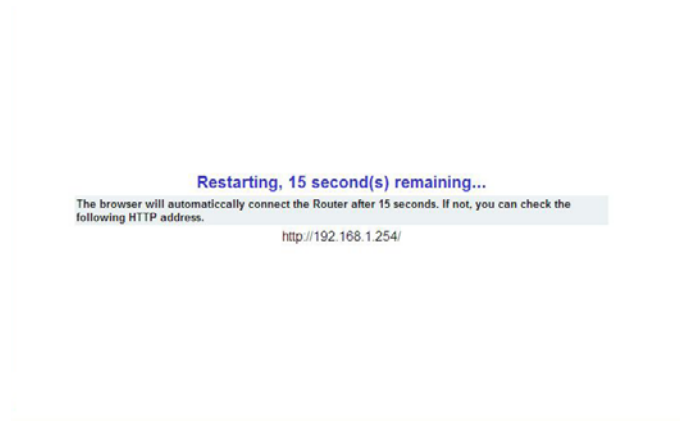 Restarting, 15 second(s) remaining...
The browser will automaticcally connect the Router after 15 seconds. If not, you can check the
following HTTP address.
http://192.168.1.254/